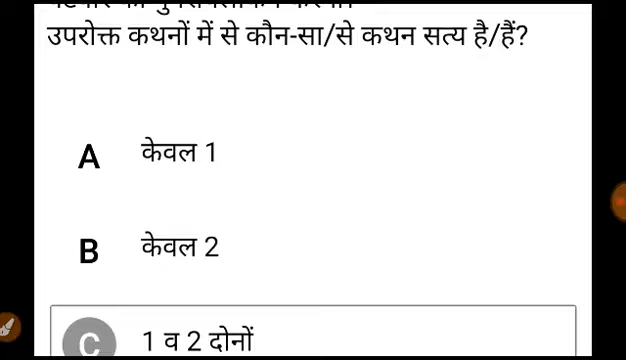 उपरोक्त कथनों में से कौन-सा/से कथन सत्य है/हैं?
A केवल 1
B केवल 2
C 1 व 2 दोनों